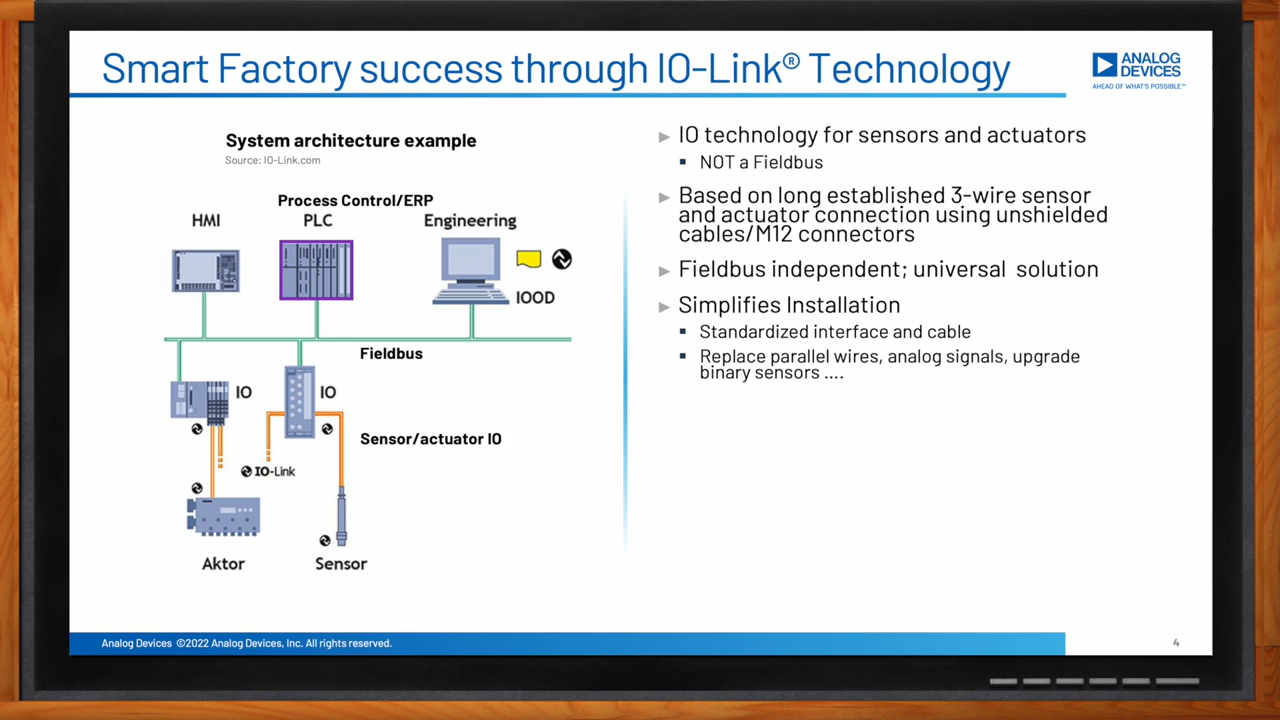 Smart Factory success through IO-Link® Technology
ANALOG
DEVICES
AHEAD OF WHAT'S POSSIBLE™
System architecture example
Source: IO-Link.com
Process Control/ERP
HMI
PLC
Engineering
IOOD
Fieldbus
IO
IO
Sensor/actuator IO
IO-Link
Aktor
Sensor
IO technology for sensors and actuators
NOT a Fieldbus
Based on long established 3-wire sensor
and actuator connection using unshielded
cables/M12 connectors
Fieldbus independent; universal solution
Simplifies Installation
Standardized interface and cable
Replace parallel wires, analog signals, upgrade
binary sensors ....
Analog Devices ©2022 Analog Devices, Inc. All rights reserved.
4